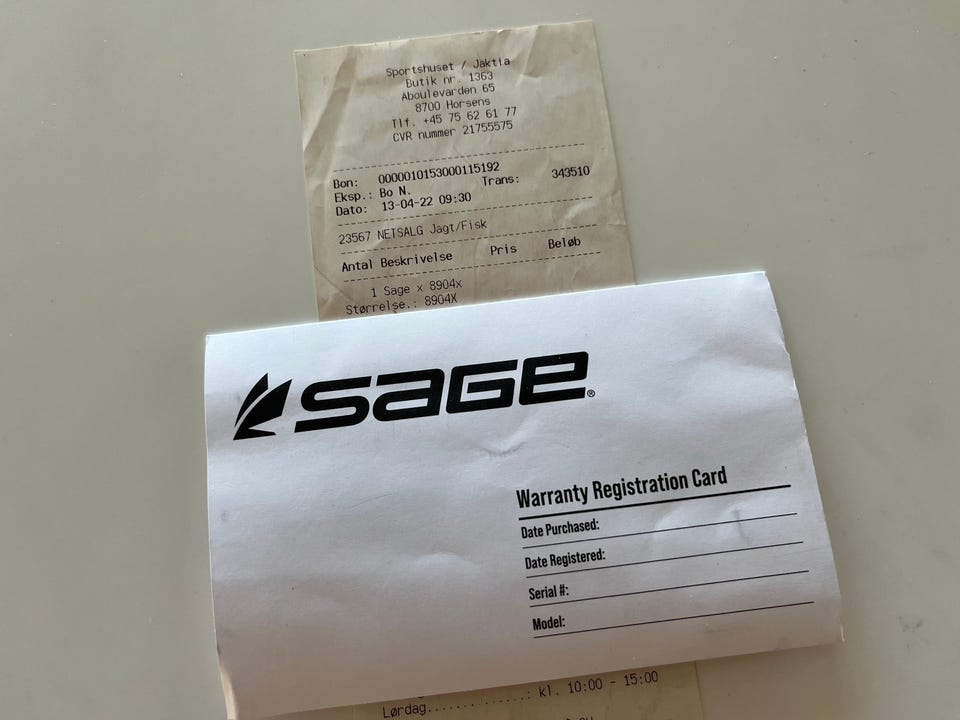 Sportshuset / Jaktia
Butik nr. 1363
Aboulevarden 65
8700 Horsens
Tlf. +45 75 62 61 77
CVR nummer 21755575
Bon: 0000010153000115192
Eksp.: Bo N. Trans: 343510
Dato: 13-04-22 09:30
23567 NETSALG Jagt/Fisk
Antal Beskrivelse Pris Beløb
1 Sage x 8904x
Størrelse.: 8904X
SAGE®
Warranty Registration Card
Date Purchased:
Date Registered:
Serial #:
Model:
Lørdag..............: kl. 10:00 - 15:00